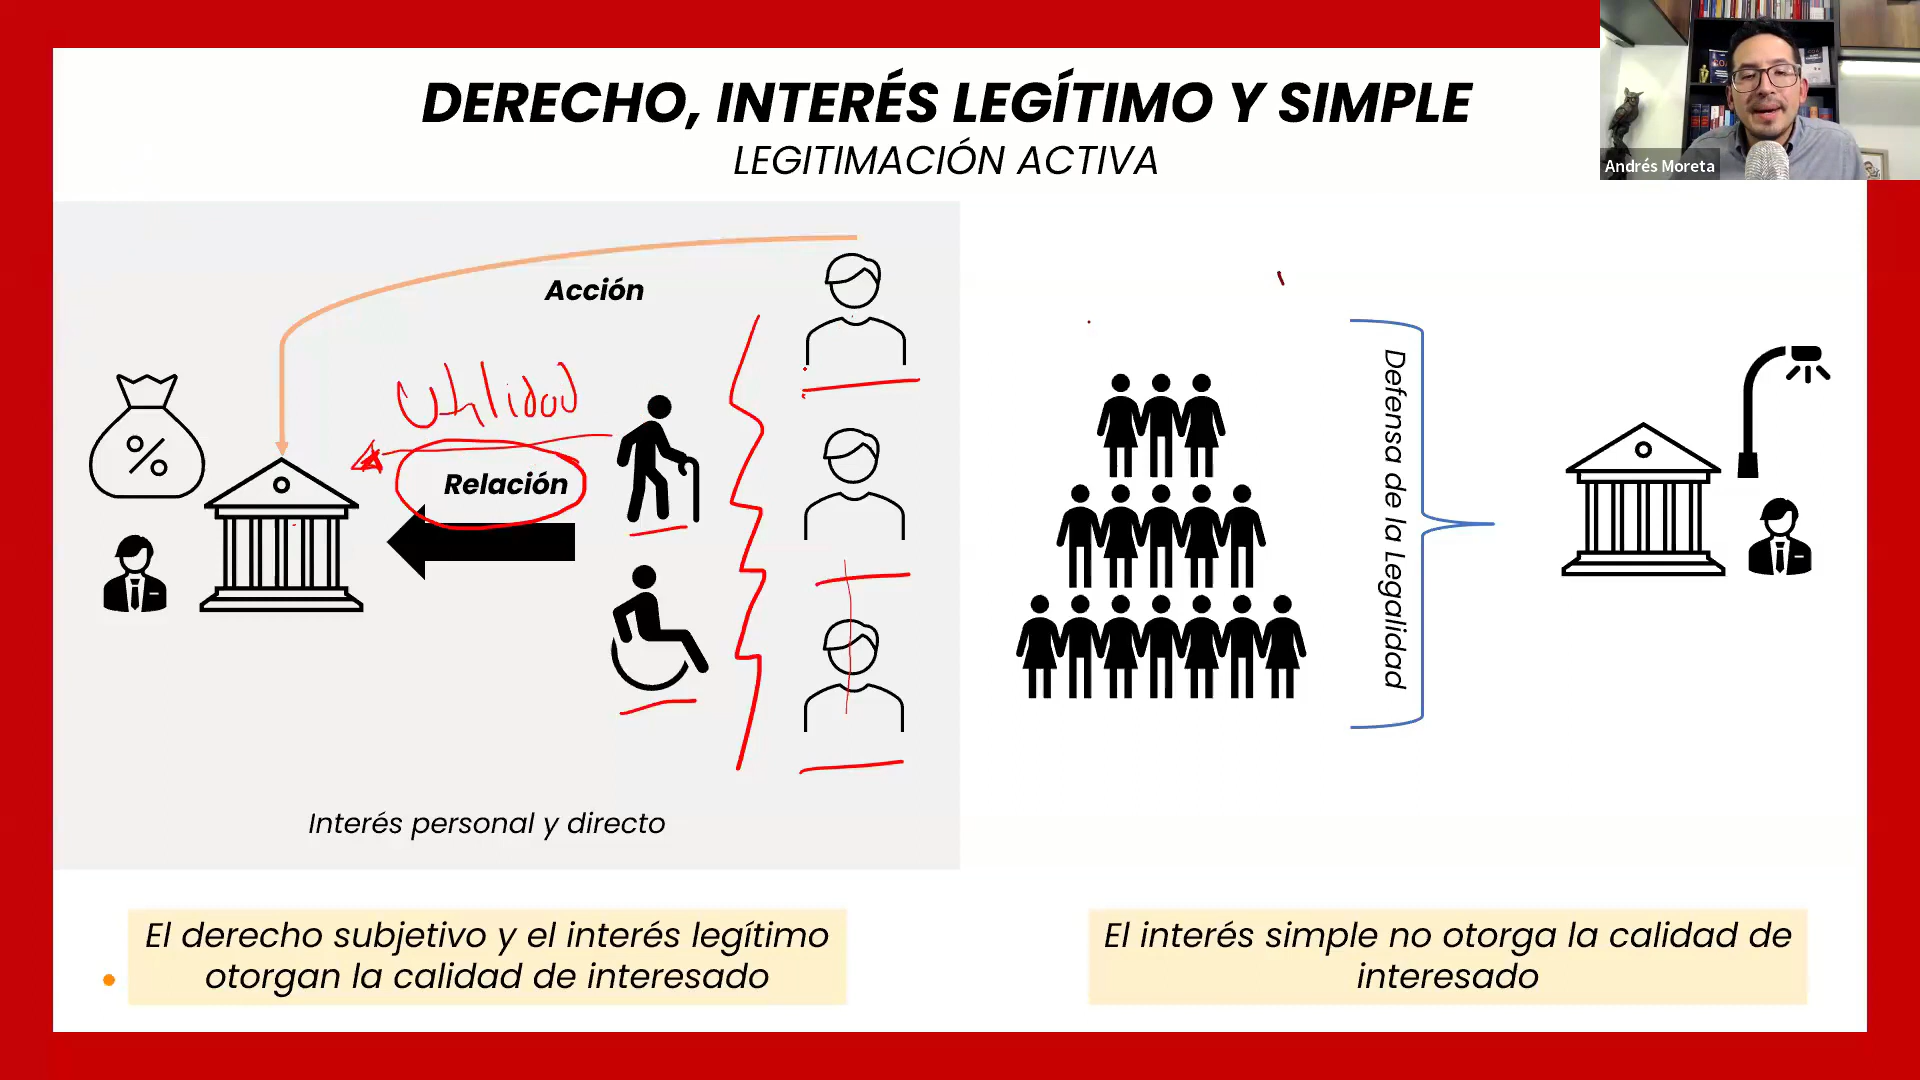 DERECHO, INTERÉS LEGÍTIMO Y SIMPLE
LEGITIMACIÓN ACTIVA
Andrés Moreta
Acción
Utilidad
Relación
Interés personal y directo
El derecho subjetivo y el interés legítimo
otorgan la calidad de interesado
Defensa de la Legalidad
El interés simple no otorga la calidad de
interesado